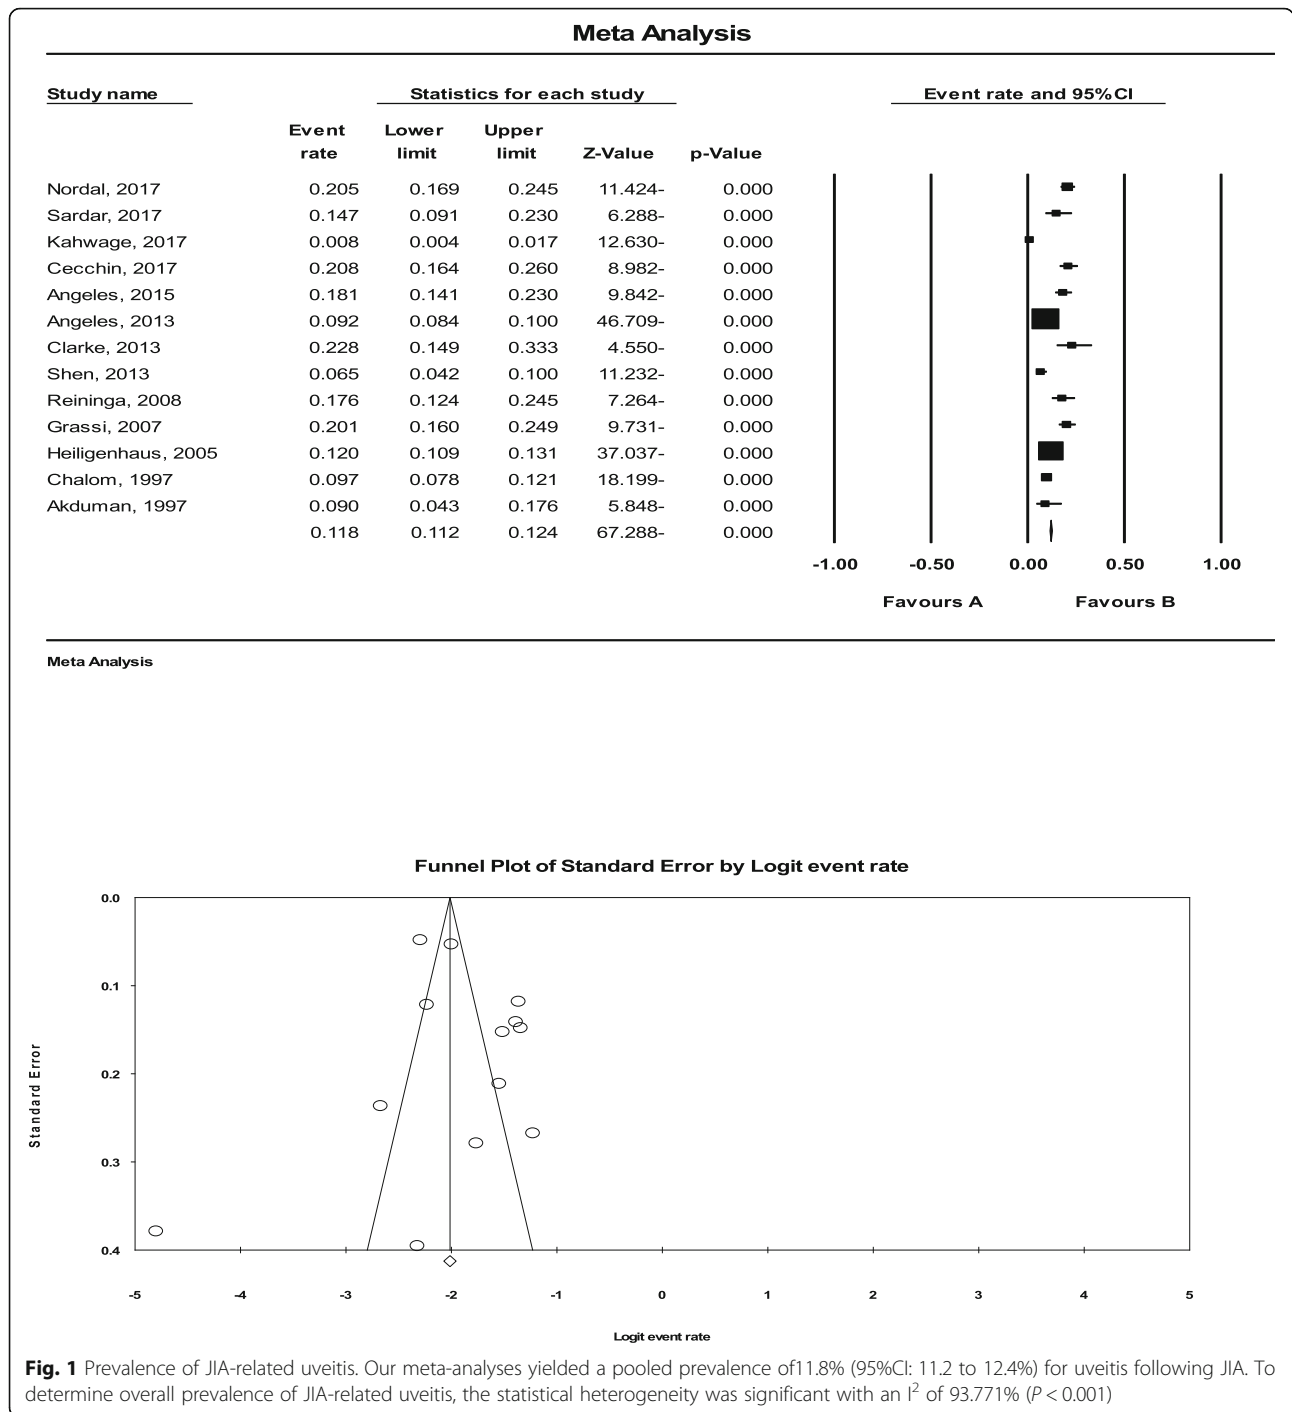 Meta Analysis
Study name Statistics for each study Event rate and 95%CI
Event Lower Upper
rate limit limit Z-Value p-Value
Nordal, 2017 0.205 0.169 0.245 11.424- 0.000
Sardar, 2017 0.147 0.091 0.230 6.288- 0.000
Kahwage, 2017 0.008 0.004 0.017 12.630- 0.000
Cecchin, 2017 0.208 0.164 0.260 8.982- 0.000
Angeles, 2015 0.181 0.141 0.230 9.842- 0.000
Angeles, 2013 0.092 0.084 0.100 46.709- 0.000
Clarke, 2013 0.228 0.149 0.333 4.550- 0.000
Shen, 2013 0.065 0.042 0.100 11.232- 0.000
Reininga, 2008 0.176 0.124 0.245 7.264- 0.000
Grassi, 2007 0.201 0.160 0.249 9.731- 0.000
Heiligenhaus, 2005 0.120 0.109 0.131 37.037- 0.000
Chalom, 1997 0.097 0.078 0.121 18.199- 0.000
Akduman, 1997 0.090 0.043 0.176 5.848- 0.000
0.118 0.112 0.124 67.288- 0.000
-1.00 -0.50 0.00 0.50 1.00
Favours A Favours B
Meta Analysis
Funnel Plot of Standard Error by Logit event rate
0.0
0.1
0.2
0.3
0.4
Standard Error
-5 -4 -3 -2 -1 0 1 2 3 4 5
Logit event rate
Fig. 1 Prevalence of JIA-related uveitis. Our meta-analyses yielded a pooled prevalence of11.8% (95%CI: 11.2 to 12.4%) for uveitis following JIA. To
determine overall prevalence of JIA-related uveitis, the statistical heterogeneity was significant with an I² of 93.771% (P < 0.001)